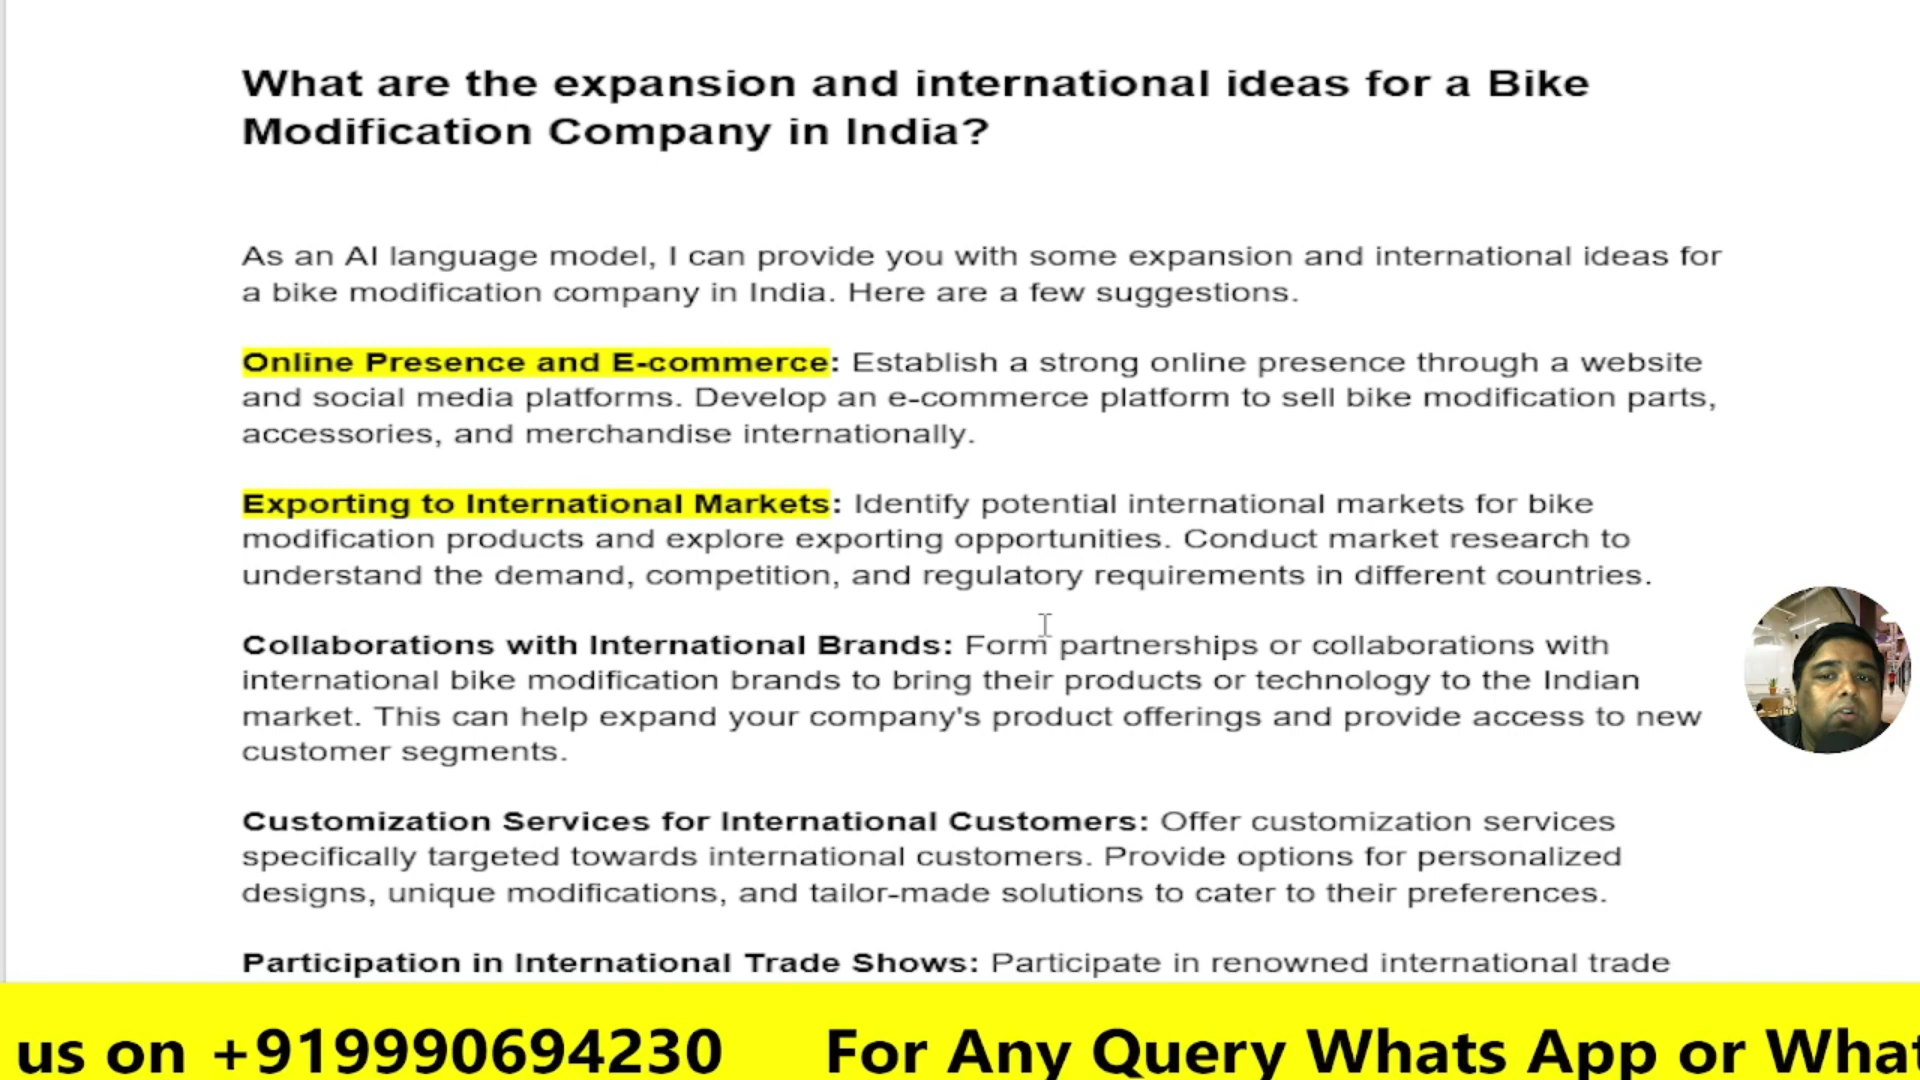 What are the expansion and international ideas for a Bike
Modification Company in India?
As an AI language model, I can provide you with some expansion and international ideas for
a bike modification company in India. Here are a few suggestions.
Online Presence and E-commerce: Establish a strong online presence through a website
and social media platforms. Develop an e-commerce platform to sell bike modification parts,
accessories, and merchandise internationally.
Exporting to International Markets: Identify potential international markets for bike
modification products and explore exporting opportunities. Conduct market research to
understand the demand, competition, and regulatory requirements in different countries.
Collaborations with International Brands: Form partnerships or collaborations with
international bike modification brands to bring their products or technology to the Indian
market. This can help expand your company's product offerings and provide access to new
customer segments.
Customization Services for International Customers: Offer customization services
specifically targeted towards international customers. Provide options for personalized
designs, unique modifications, and tailor-made solutions to cater to their preferences.
Participation in International Trade Shows: Participate in renowned international trade
us on +919990694230 For Any Query Whats App or What